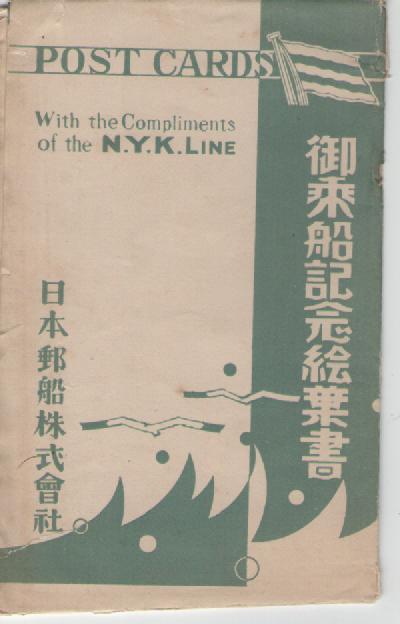 POST CARDS
With the Compliments
of the N.Y.K. LINE
御乘船記念絵葉書
日本郵船株式會社